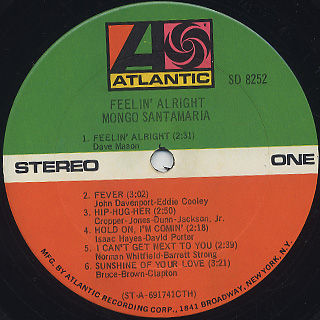 ATLANTIC
SD 8252
FEELIN' ALRIGHT
MONGO SANTAMARIA
1. FEELIN' ALRIGHT (2:31)
Dave Mason
STEREO ONE
2. FEVER (3:02)
John Davenport-Eddie Cooley
3. HIP-HUG-HER (2:50)
Cropper-Jones-Dunn-Jackson, Jr.
4. HOLD ON, I'M COMIN' (2:18)
Isaac Hayes-David Porter
5. I CAN'T GET NEXT TO YOU (2:39)
Norman Whitfield-Barrett Strong
6. SUNSHINE OF YOUR LOVE (3:21)
Bruce-Brown-Clapton
(ST-A-691741CTH)
MFG. BY ATLANTIC RECORDING CORP., 1841 BROADWAY, NEW YORK, N.Y.